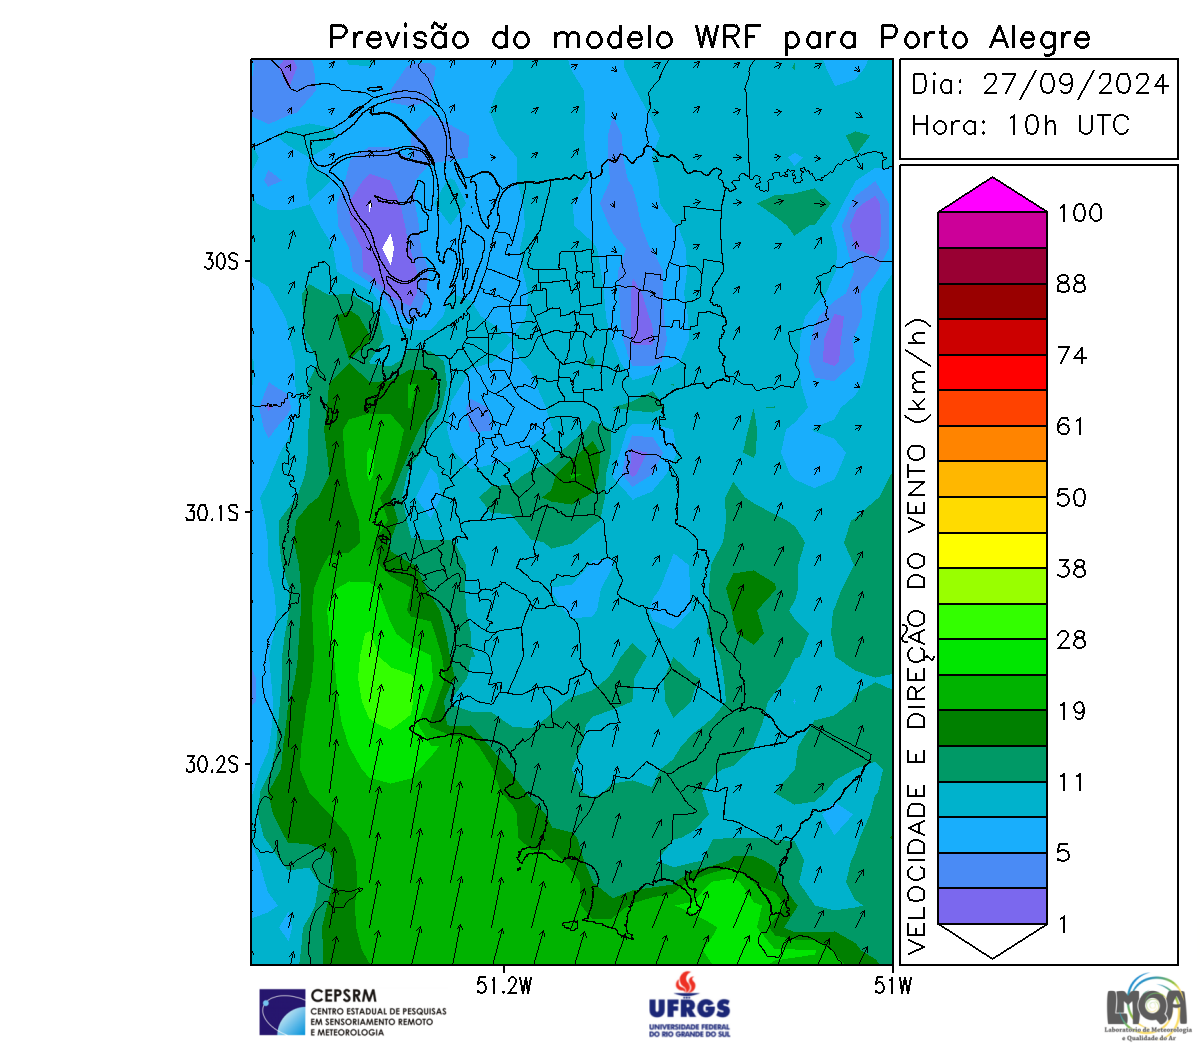 Previsão do modelo WRF para Porto Alegre
Dia: 27/09/2024
Hora: 10h UTC
100
88
74
61
50
38
28
19
11
5
1
VELOCIDADE E DIREÇÃO DO VENTO (km/h)
30S
30.1S
30.2S
51.2W
51W
CEPSRM
CENTRO ESTADUAL DE PESQUISAS
EM SENSORIAMENTO REMOTO
E METEOROLOGIA
UFRGS
UNIVERSIDADE FEDERAL
DO RIO GRANDE DO SUL
LMQA
Laboratório de Meteorologia
e Qualidade do Ar